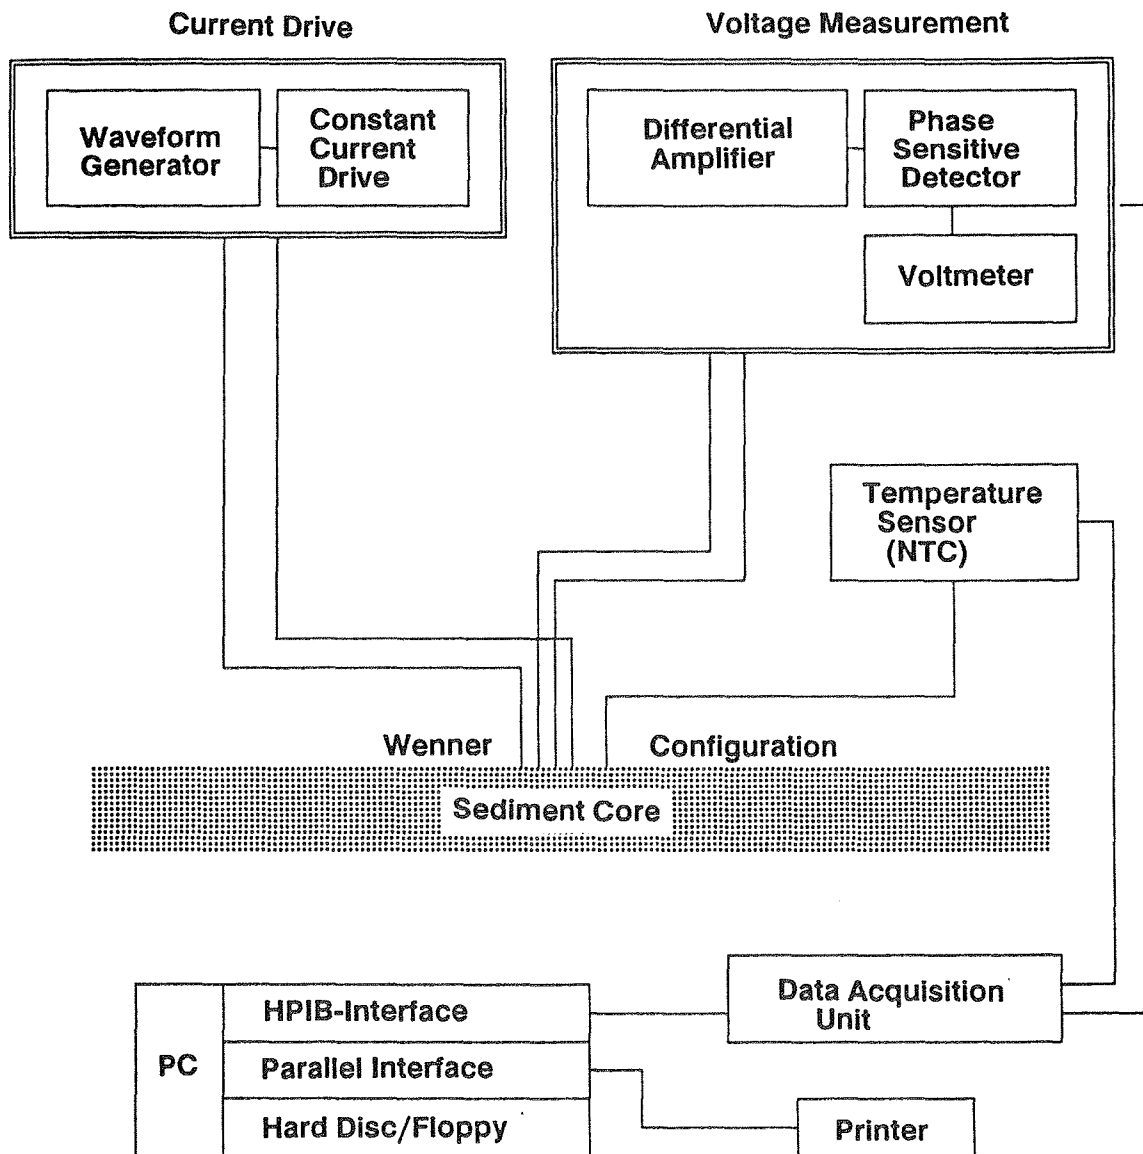 Current Drive
Voltage Measurement
Waveform
Generator
Constant
Current
Drive
Differential
Amplifier
Phase
Sensitive
Detector
Voltmeter
Temperature
Sensor
(NTC)
Wenner
Configuration
Sediment Core
Data Acquisition
Unit
PC
HPIB-Interface
Parallel Interface
Hard Disc/Floppy
Printer